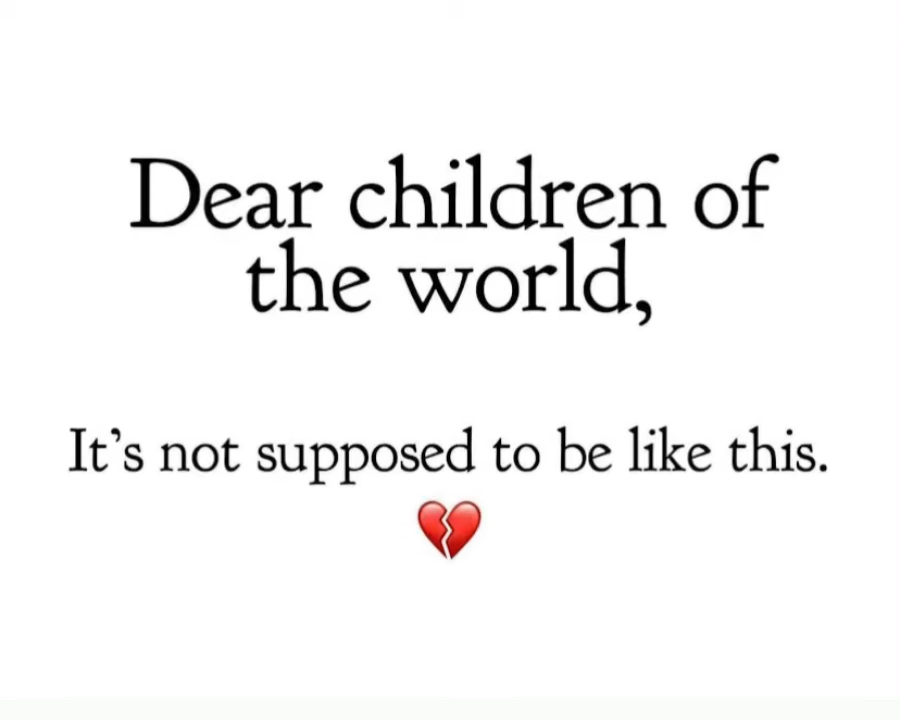 Dear children of
the world,
It’s not supposed to be like this.
💔